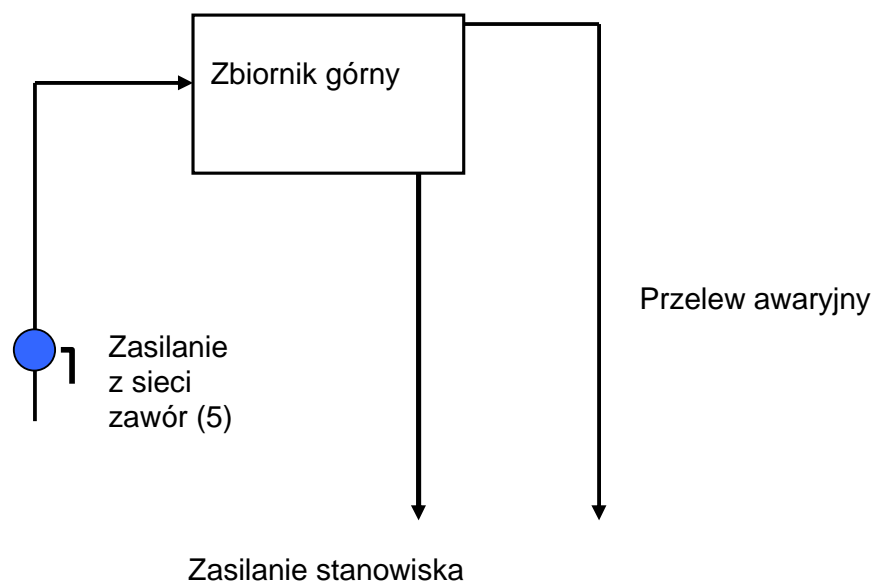 Zbiornik górny
Przelew awaryjny
Zasilanie
z sieci
zawór (5)
Zasilanie stanowiska